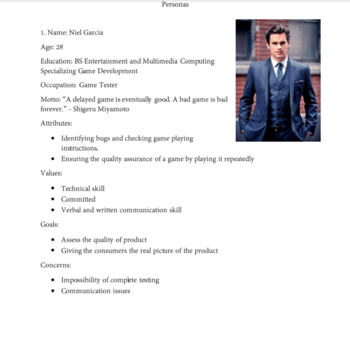 Personas
1. Name: Niel Garcia
Age: 28
Education: BS Entertainment and Multimedia Computing
Specializing Game Development
Occupation: Game Tester
Motto: "A delayed game is eventually good. A bad game is bad
forever." - Shigeru Miyamoto
Attributes:
• Identifying bugs and checking game playing
instructions.
• Ensuring the quality assurance of a game by playing it repeatedly
Values:
• Technical skill
• Committed
• Verbal and written communication skill
Goals:
• Assess the quality of product
• Giving the consumers the real picture of the product
Concerns:
• Impossibility of complete testing
• Communication issues